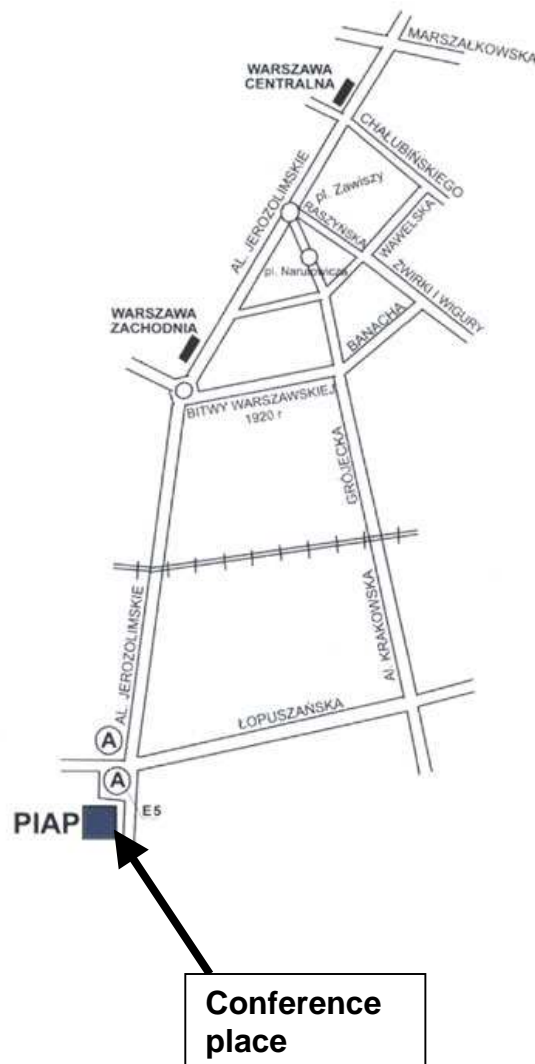 MARSZAŁKOWSKA
WARSZAWA
CENTRALNA
CHAŁUBIŃSKIEGO
pl. Zawiszy
AL. JEROZOLIMSKIE
RASZYŃSKA
WAWELSKA
pl. Narutowicza
ŻWIRKI I WIGURY
WARSZAWA
ZACHODNIA
BANACHA
BITWY WARSZAWSKIEJ
1920 r
GRÓJECKA
AL. JEROZOLIMSKIE
Al. KRAKOWSKA
ŁOPUSZAŃSKA
A
A
E5
PIAP
Conference
place